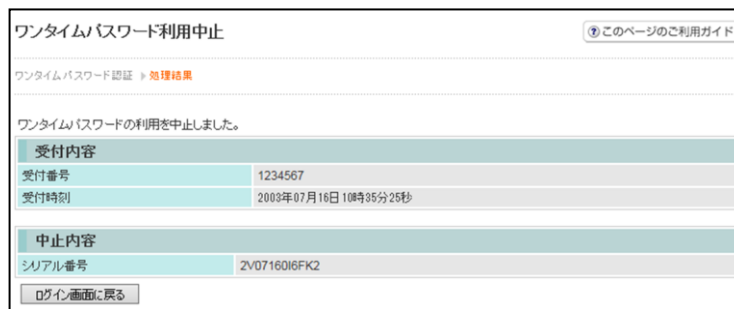 ワンタイムパスワード利用中止
?このページのご利用ガイド
ワンタイムパスワード認証 ▶ 処理結果
ワンタイムパスワードの利用を中止しました。
受付内容
受付番号 1234567
受付時刻 2003年07月16日10時35分25秒
中止内容
シリアル番号 2V07160I6FK2
ログイン画面に戻る